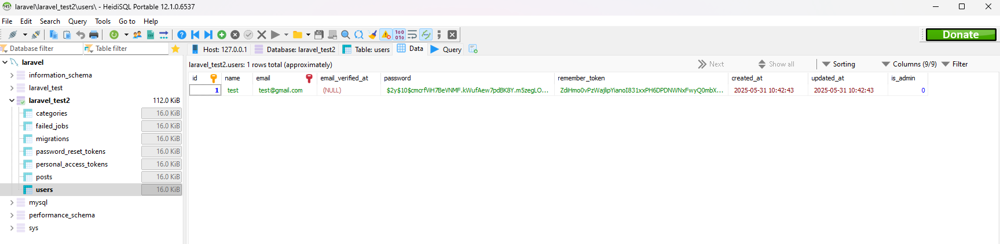 laravel\laravel_test2\users\ - HeidiSQL Portable 12.1.0.6537
File Edit Search Query Tools Go to Help
Donate
Database filter Table filter Host: 127.0.0.1 Database: laravel_test2 Table: users Data Query
laravel
laravel_test2.users: 1 rows total (approximately) Next Show all Sorting Columns (9/9) Filter
information_schema
laravel_test
laravel_test2 112.0 KiB
categories 16.0 KiB
failed_jobs 16.0 KiB
migrations 16.0 KiB
password_reset_tokens 16.0 KiB
personal_access_tokens 16.0 KiB
posts 16.0 KiB
users 16.0 KiB
mysql
performance_schema
sys
id name email email_verified_at password remember_token created_at updated_at is_admin
1 test test@gmail.com (NULL) $2y$10$cmcrfViH7BeVNMF.kWufAew7pdBK8Y.m5zegLO... ZdiHmo0vPzWajlipYianoI831xxPH6DPDNWNxFwyQ0mbX... 2025-05-31 10:42:43 2025-05-31 10:42:43 0